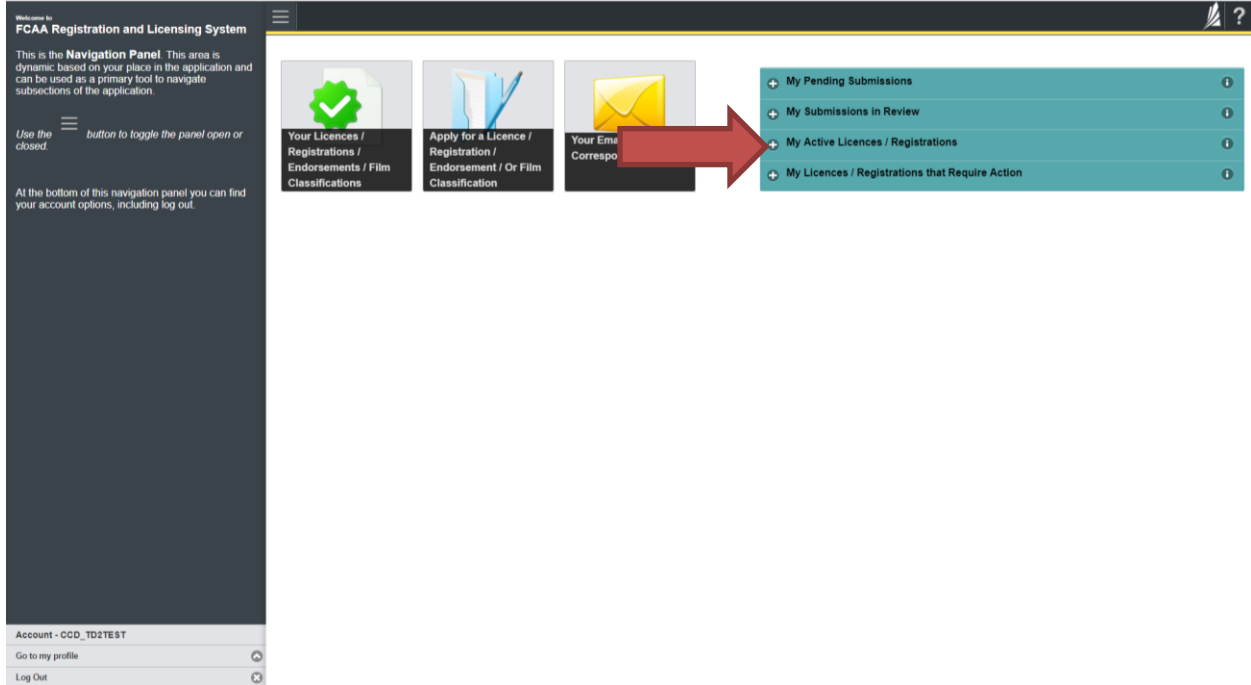 Welcome to
FCAA Registration and Licensing System
This is the Navigation Panel. This area is
dynamic based on your place in the application and
can be used as a primary tool to navigate
subsections of the application.
Use the button to toggle the panel open or
closed.
At the bottom of this navigation panel you can find
your account options, including log out.
Account - CCD_TD2TEST
Go to my profile
Log Out
?
Your Licences /
Registrations /
Endorsements / Film
Classifications
Apply for a Licence /
Registration /
Endorsement / Or Film
Classification
Your
My Pending Submissions
My Submissions in Review
My Active Licences / Registrations
My Licences / Registrations that Require Action